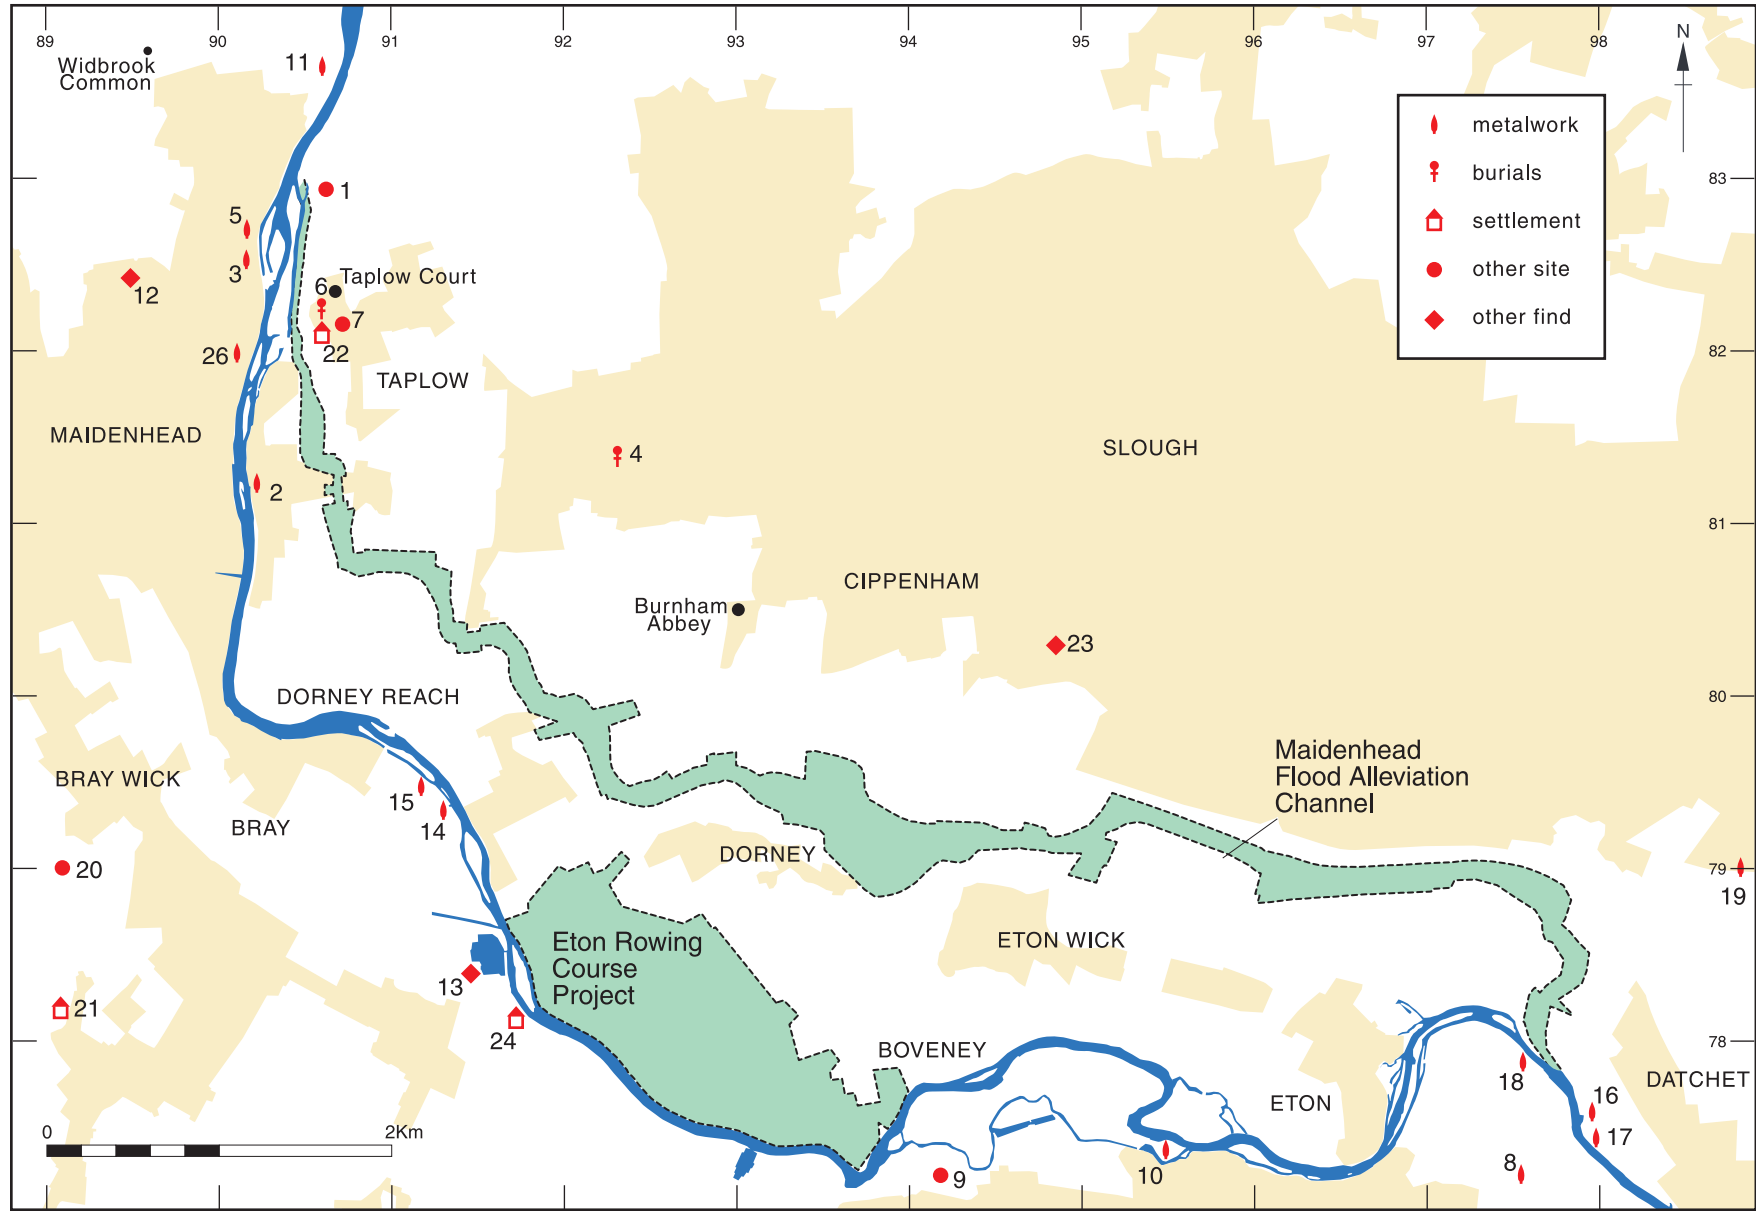 89
90
91
92
93
94
95
96
97
98
N
Widbrook
Common
11
metalwork
burials
settlement
other site
other find
83
1
5
3
12
6
Taplow Court
7
22
26
82
TAPLOW
MAIDENHEAD
SLOUGH
4
2
81
CIPPENHAM
Burnham
Abbey
23
DORNEY REACH
80
Maidenhead
Flood Alleviation
Channel
BRAY WICK
15
14
BRAY
DORNEY
20
79
19
ETON WICK
Eton Rowing
Course
Project
13
21
24
78
BOVENEY
18
DATCHET
16
ETON
17
0
2Km
9
10
8